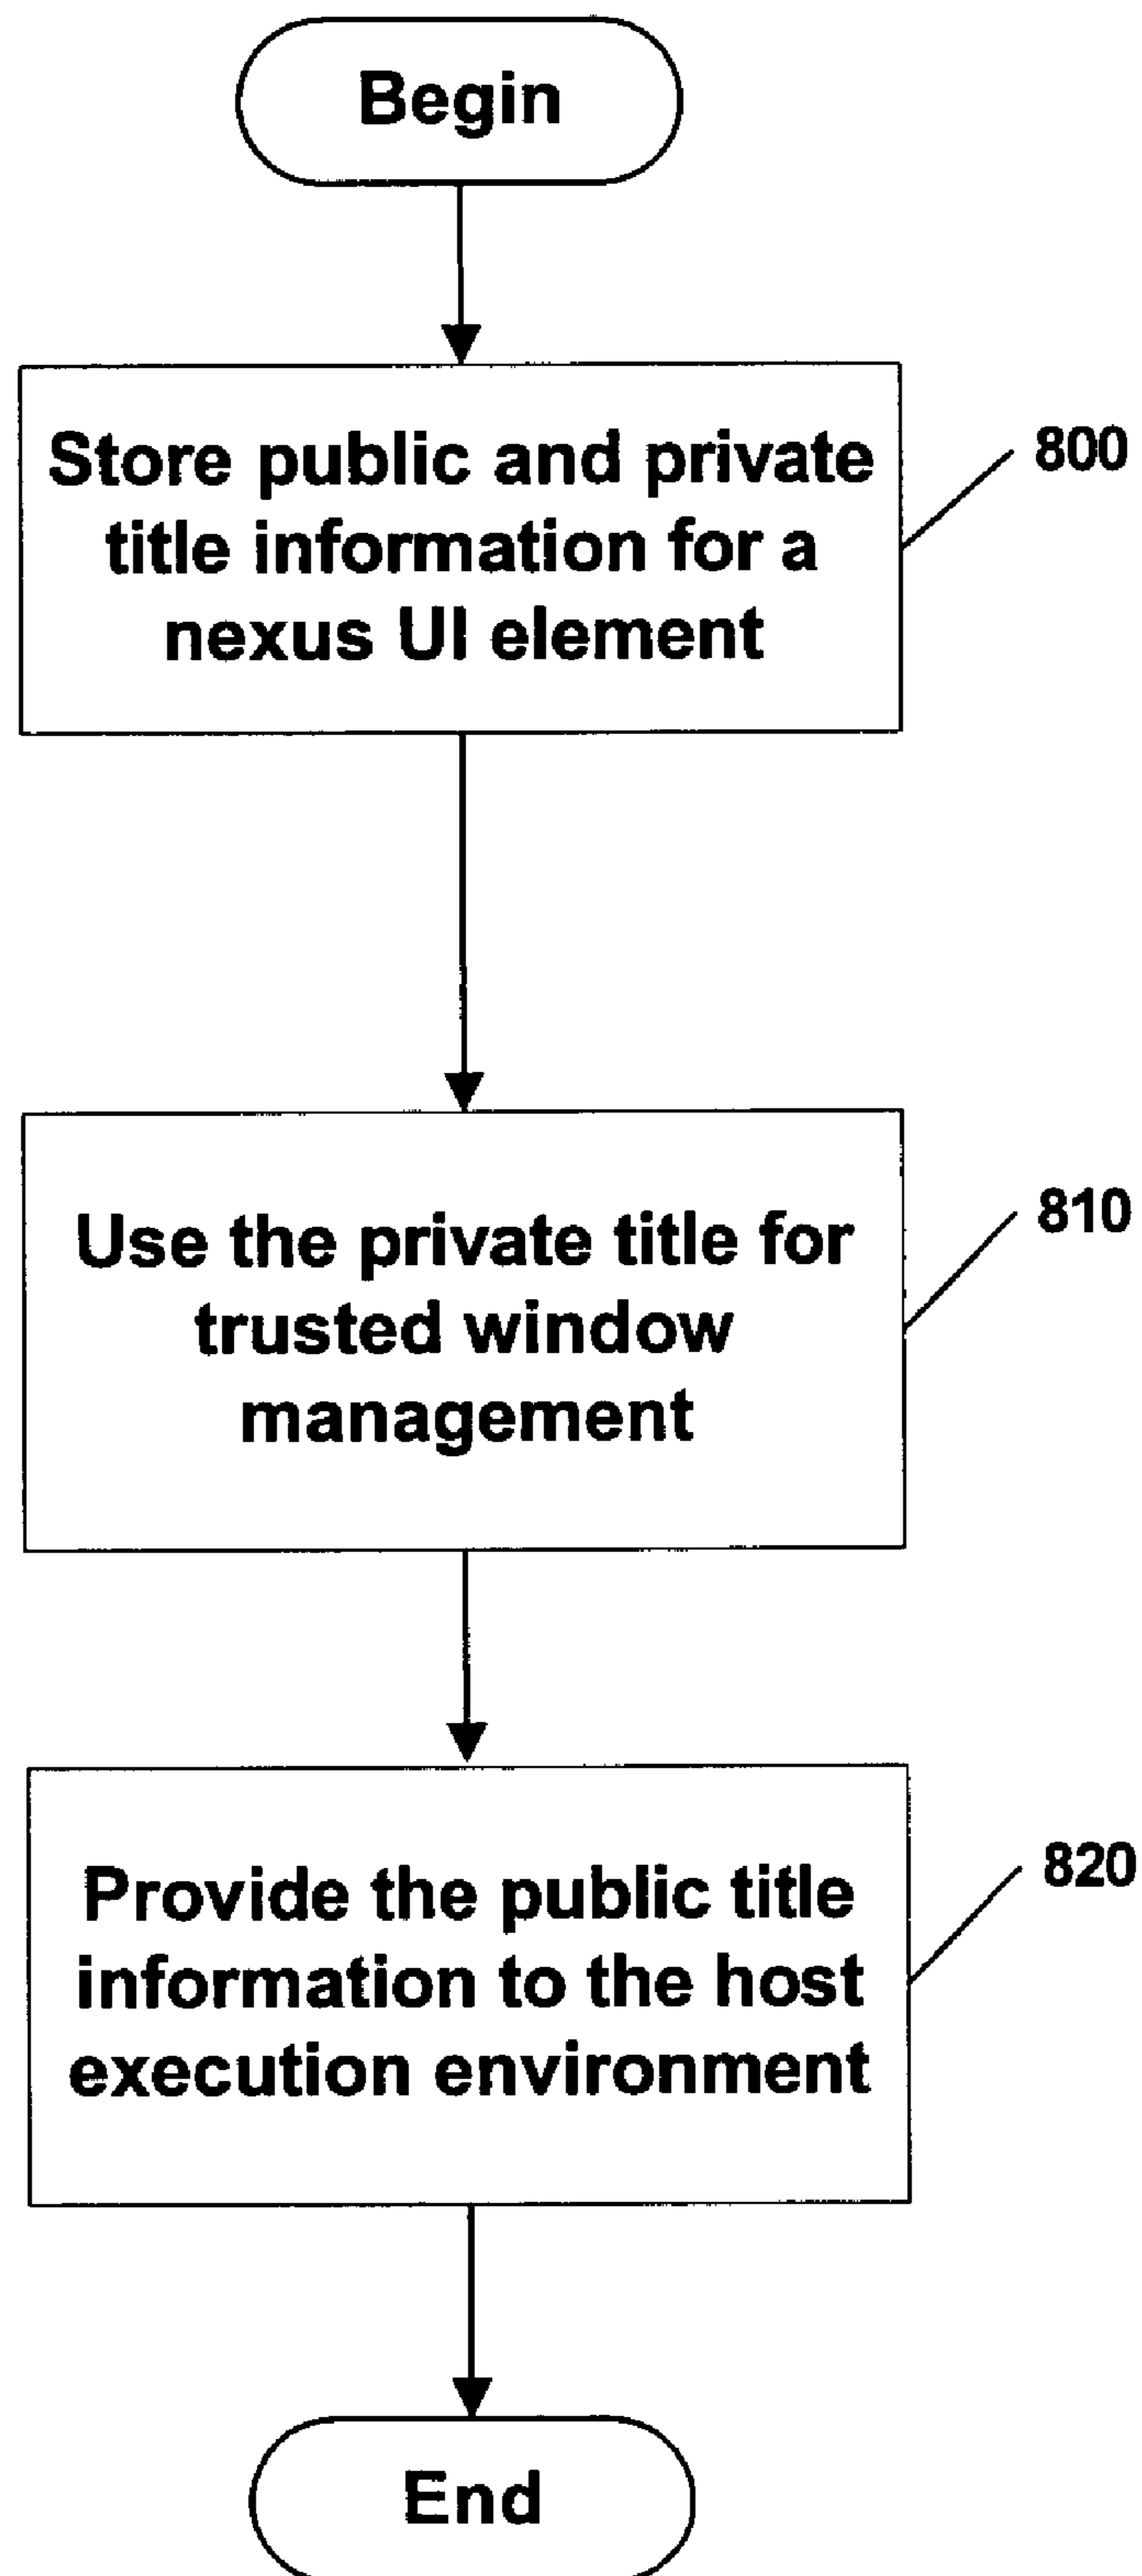 Begin
Store public and private
title information for a
nexus UI element
800
Use the private title for
trusted window
management
810
Provide the public title
information to the host
execution environment
820
End